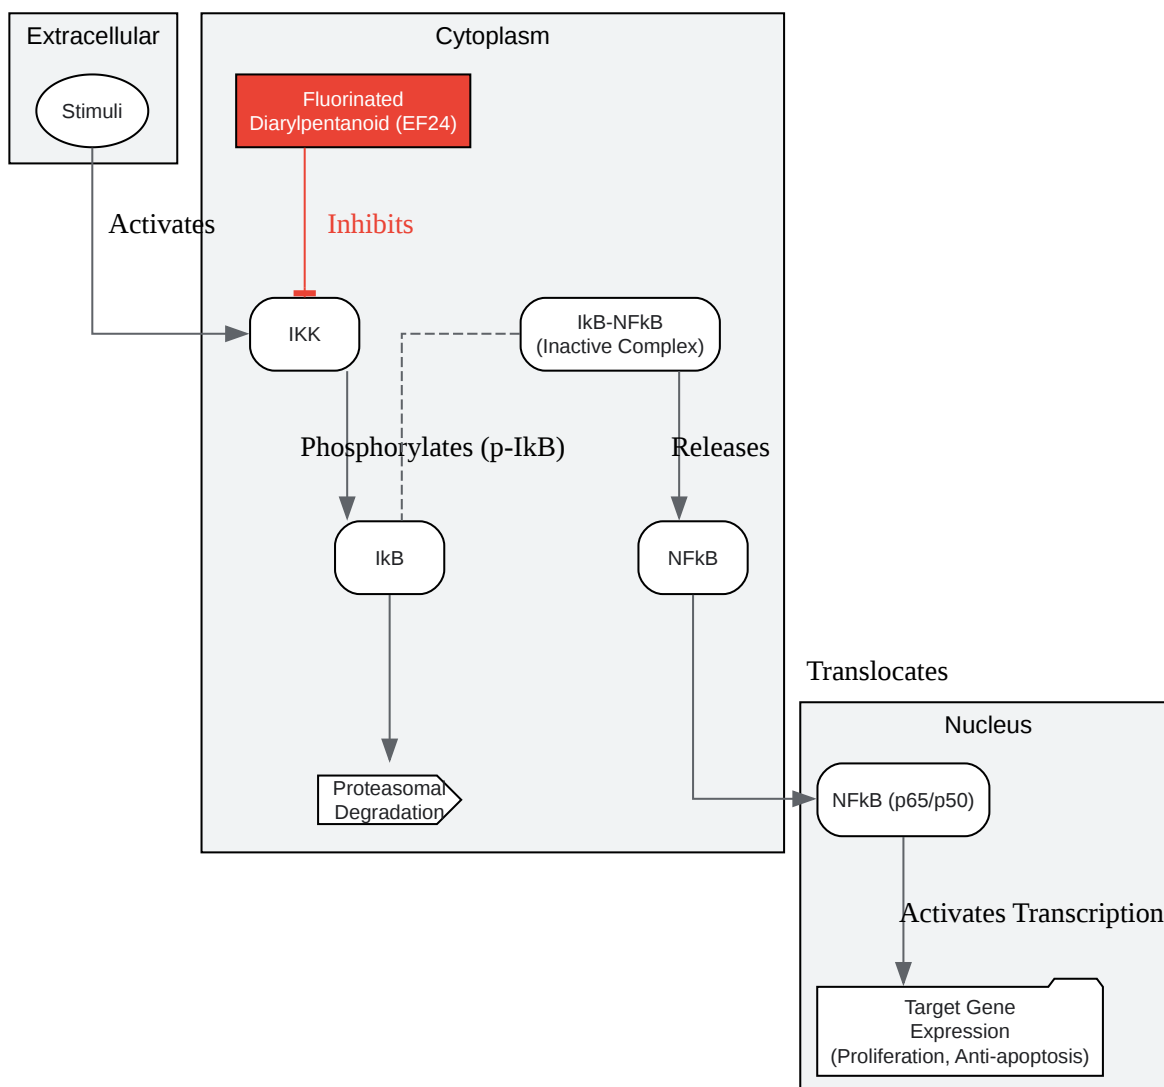 Extracellular
Cytoplasm
Stimuli
Fluorinated
Diarylpentanoid (EF24)
Activates
Inhibits
IKK
IkB-NFkB
(Inactive Complex)
Phosphorylates (p-IkB)
Releases
IkB
NFkB
Translocates
Nucleus
Proteasomal
Degradation
NFkB (p65/p50)
Activates Transcription
Target Gene
Expression
(Proliferation, Anti-apoptosis)